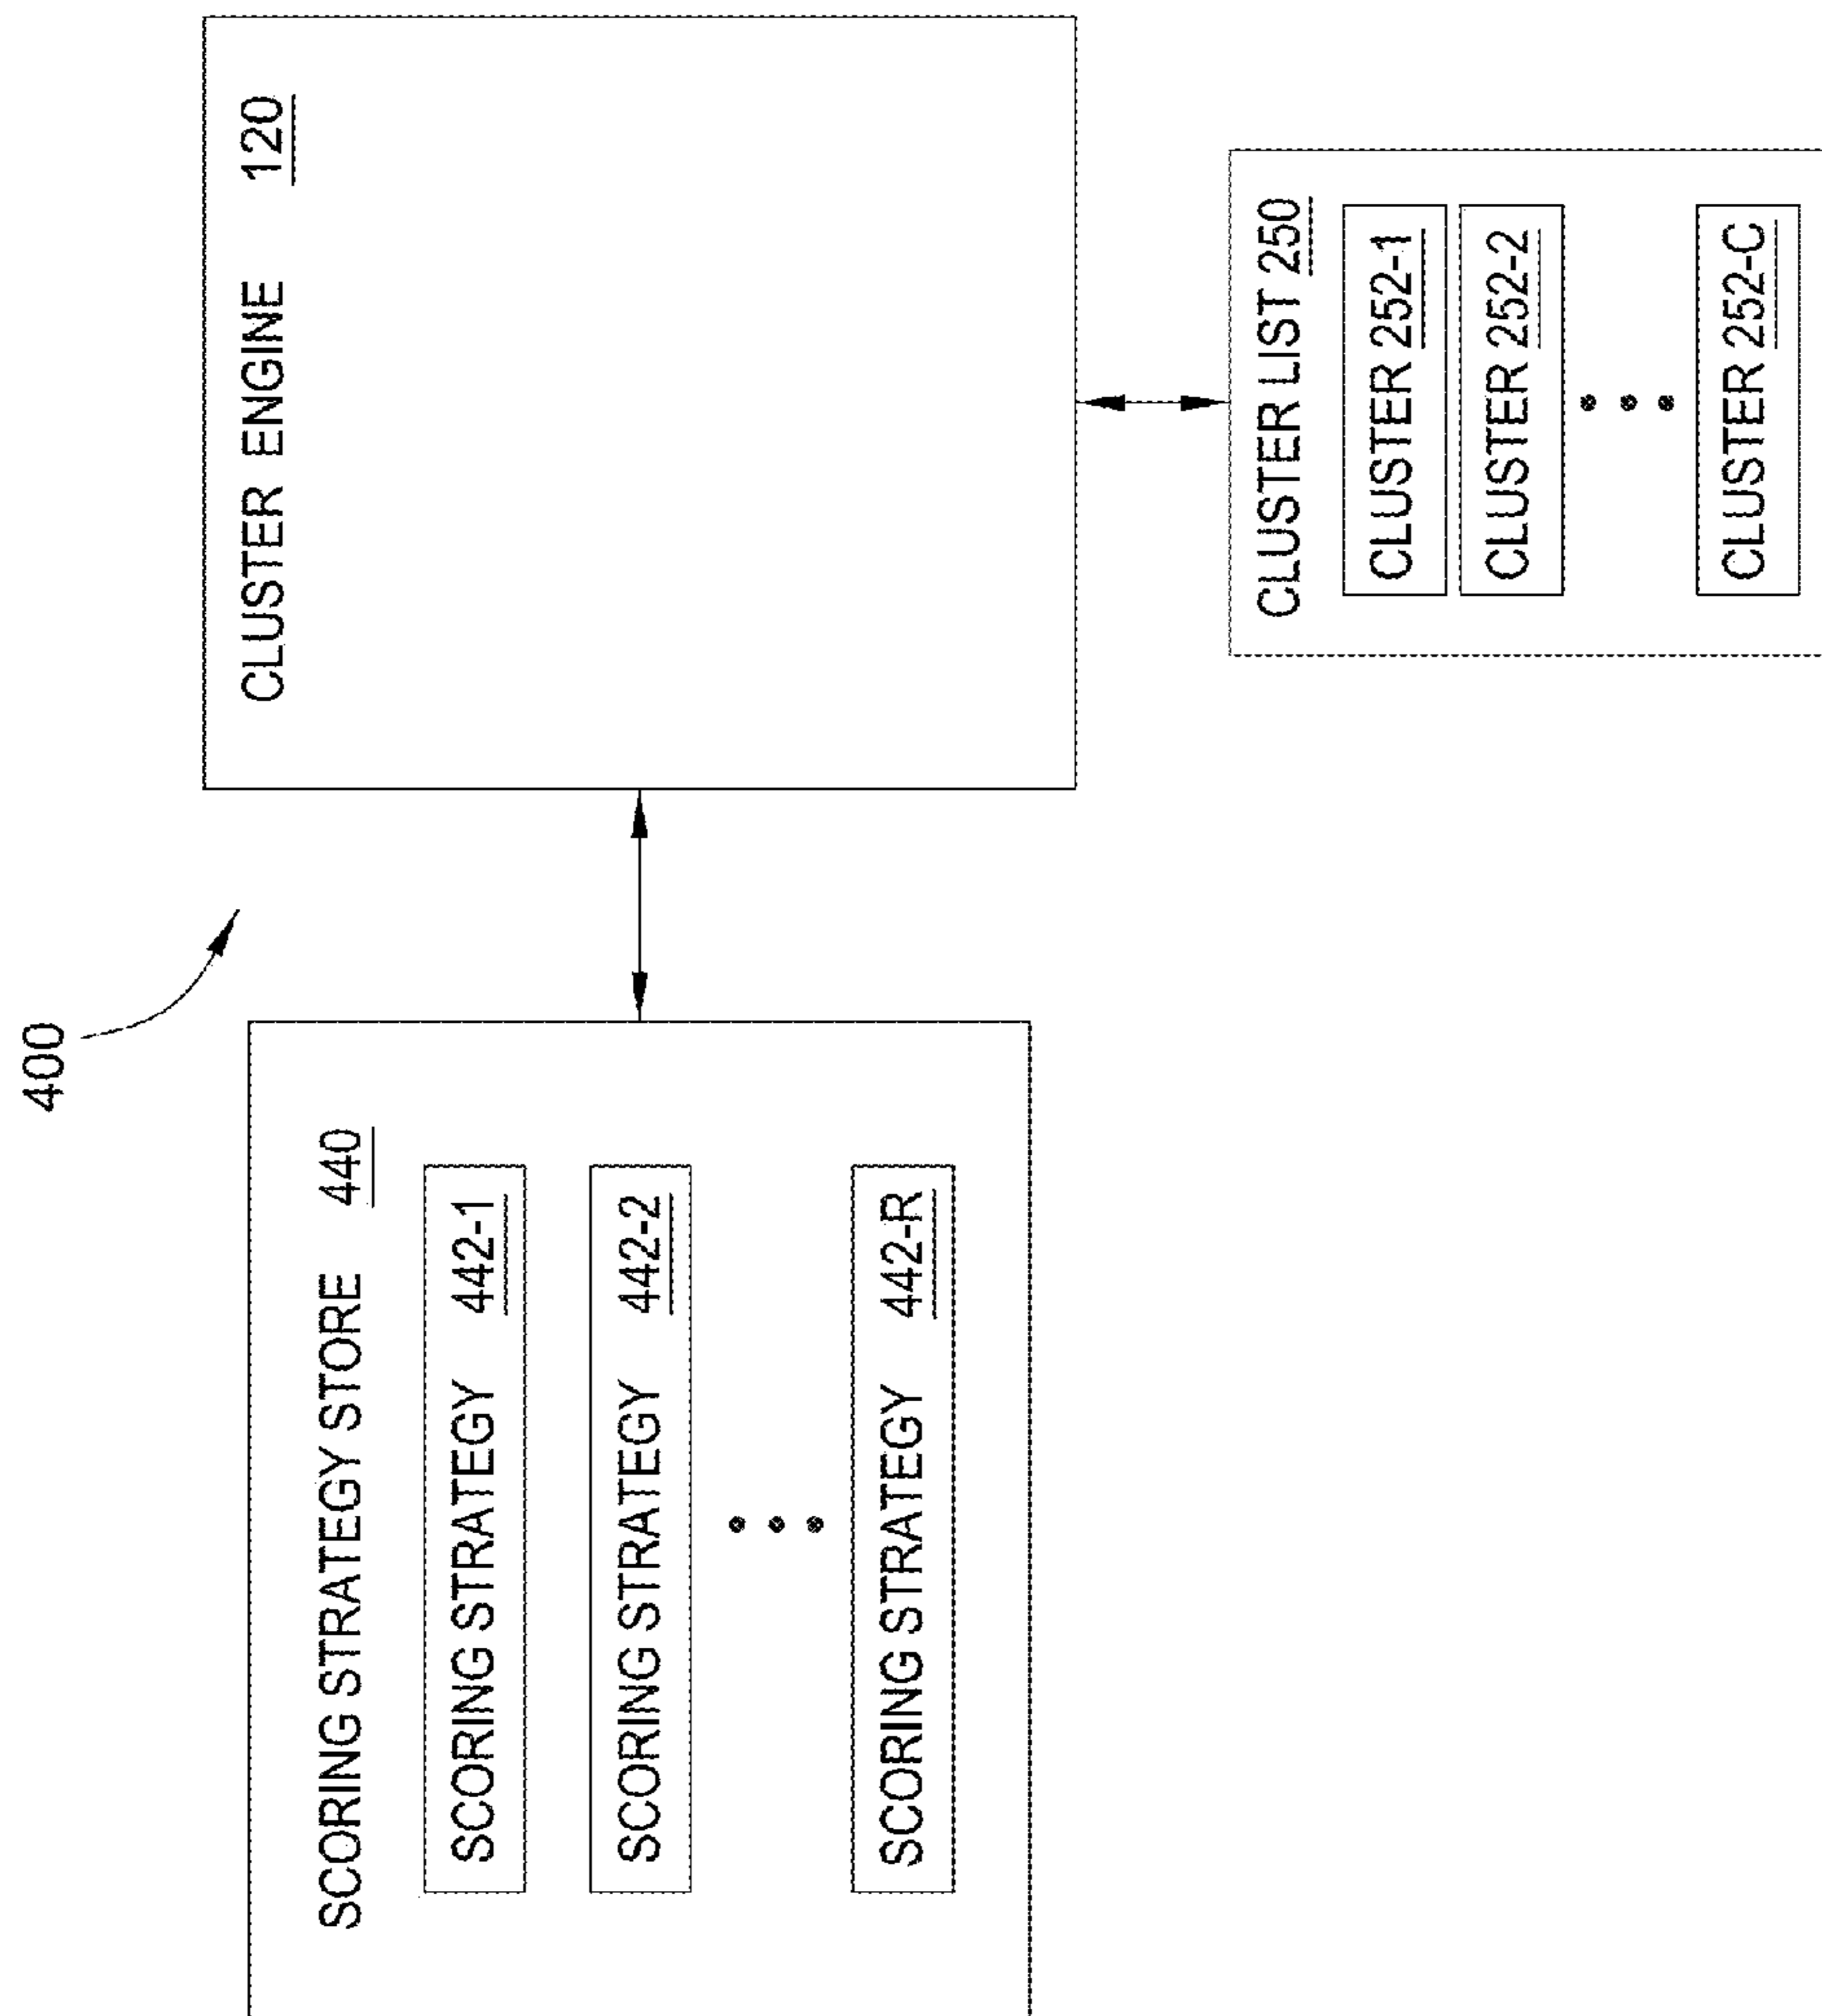 400
SCORING STRATEGY STORE 440
SCORING STRATEGY 442-1
SCORING STRATEGY 442-2
SCORING STRATEGY 442-R
CLUSTER ENGINE 120
CLUSTER LIST 250
CLUSTER 252-1
CLUSTER 252-2
CLUSTER 252-C